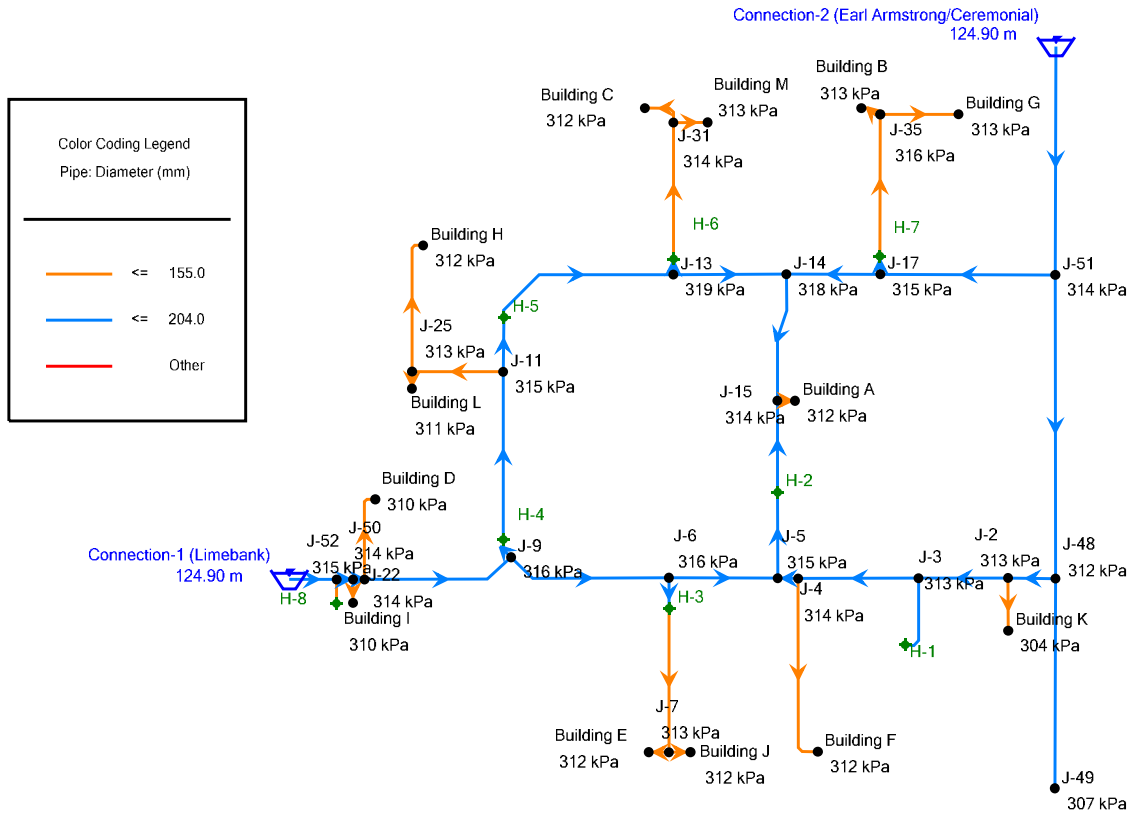 Connection-2 (Earl Armstrong/Ceremonial)
124.90 m
Color Coding Legend
Pipe: Diameter (mm)
<= 155.0
<= 204.0
Other
Building C
312 kPa
Building M
313 kPa
J-31
314 kPa
Building B
313 kPa
Building G
313 kPa
J-35
316 kPa
H-6
H-7
Building H
312 kPa
J-13
319 kPa
J-14
318 kPa
J-17
315 kPa
J-51
314 kPa
H-5
J-25
313 kPa
J-11
315 kPa
Building L
311 kPa
J-15
314 kPa
Building A
312 kPa
Building D
310 kPa
H-2
H-4
J-50
314 kPa
J-52
315 kPa
Connection-1 (Limebank)
124.90 m
J-22
314 kPa
H-8
Building I
310 kPa
J-9
316 kPa
J-6
316 kPa
J-5
315 kPa
J-4
314 kPa
J-3
313 kPa
J-2
313 kPa
J-48
312 kPa
H-3
Building K
304 kPa
H-1
J-7
313 kPa
Building E
312 kPa
Building J
312 kPa
Building F
312 kPa
J-49
307 kPa